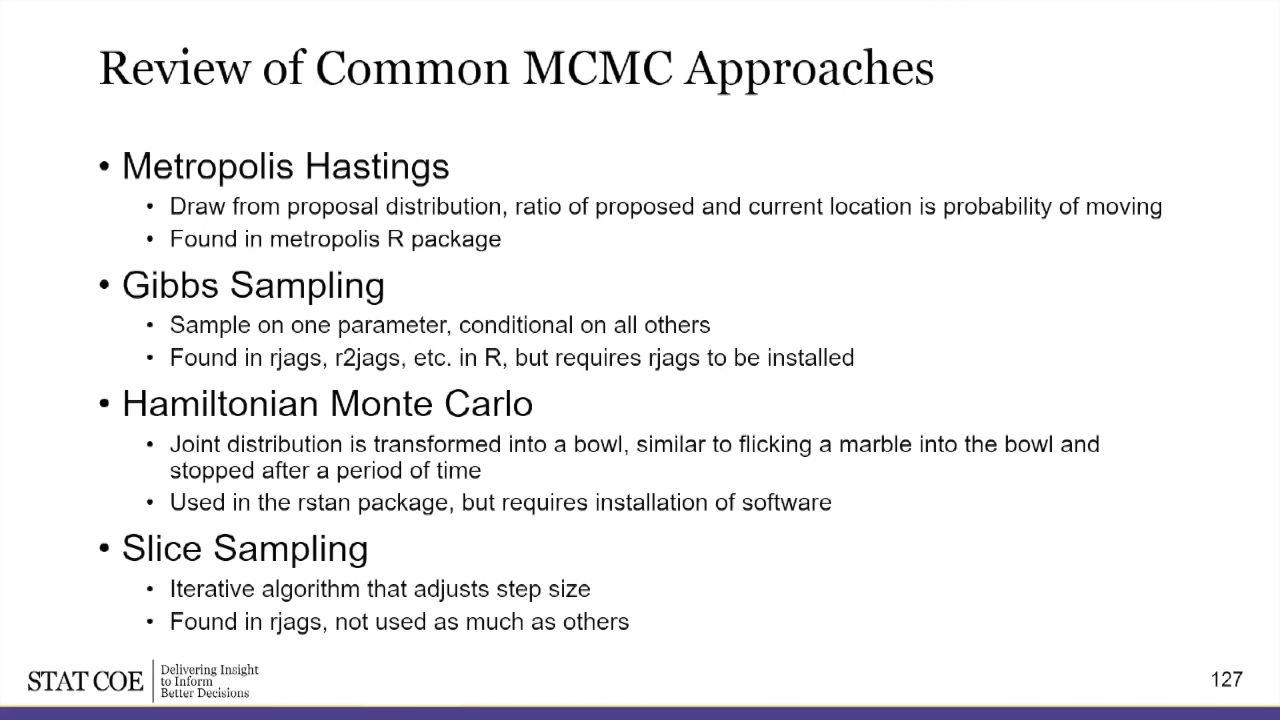 Review of Common MCMC Approaches
• Metropolis Hastings
• Draw from proposal distribution, ratio of proposed and current location is probability of moving
• Found in metropolis R package
• Gibbs Sampling
• Sample on one parameter, conditional on all others
• Found in rjags, r2jags, etc. in R, but requires rjags to be installed
• Hamiltonian Monte Carlo
• Joint distribution is transformed into a bowl, similar to flicking a marble into the bowl and
stopped after a period of time
• Used in the rstan package, but requires installation of software
• Slice Sampling
• Iterative algorithm that adjusts step size
• Found in rjags, not used as much as others
STAT COE
Delivering Insight
to Inform
Better Decisions
127